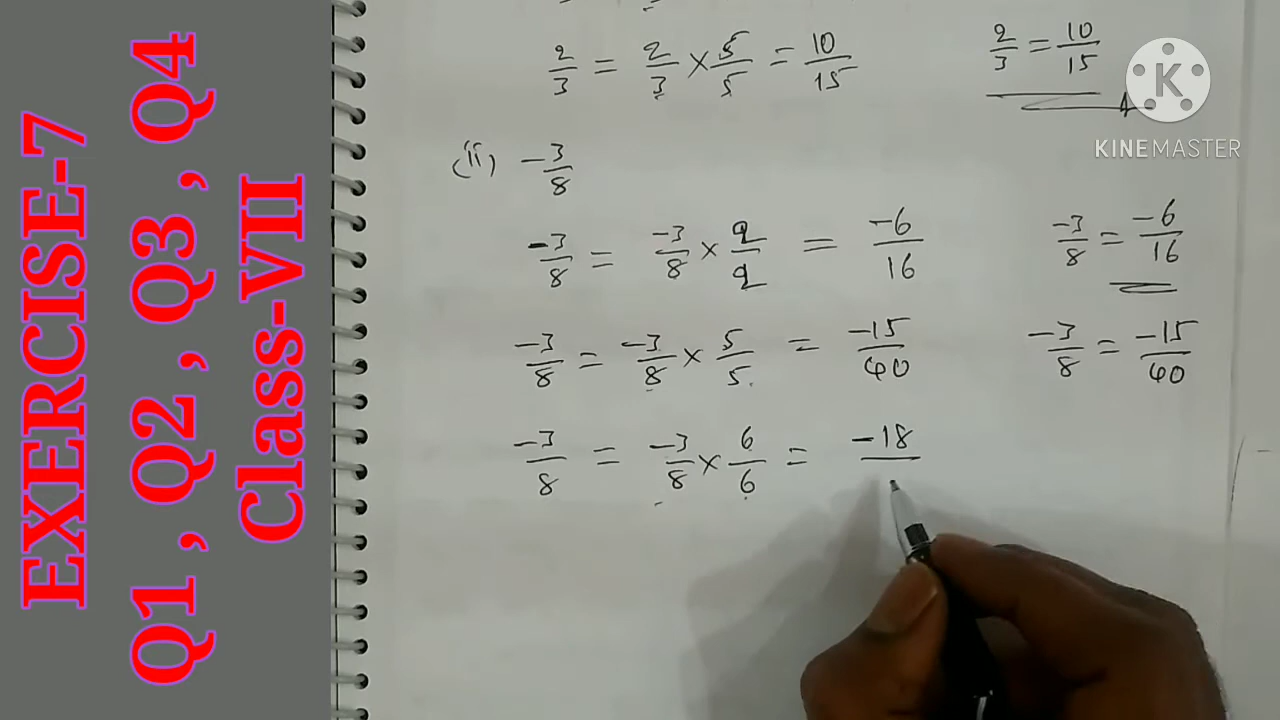 EXERCISE-7
Q1 , Q2 , Q3 , Q4
Class-VII
2/3 = 2/3 × 5/5 = 10/15
2/3 = 10/15
K
KINEMASTER
(ii) -3/8
-3/8 = -3/8 × 2/2 = -6/16
-3/8 = -6/16
-3/8 = -3/8 × 5/5 = -15/40
-3/8 = -15/40
-3/8 = -3/8 × 6/6 = -18/